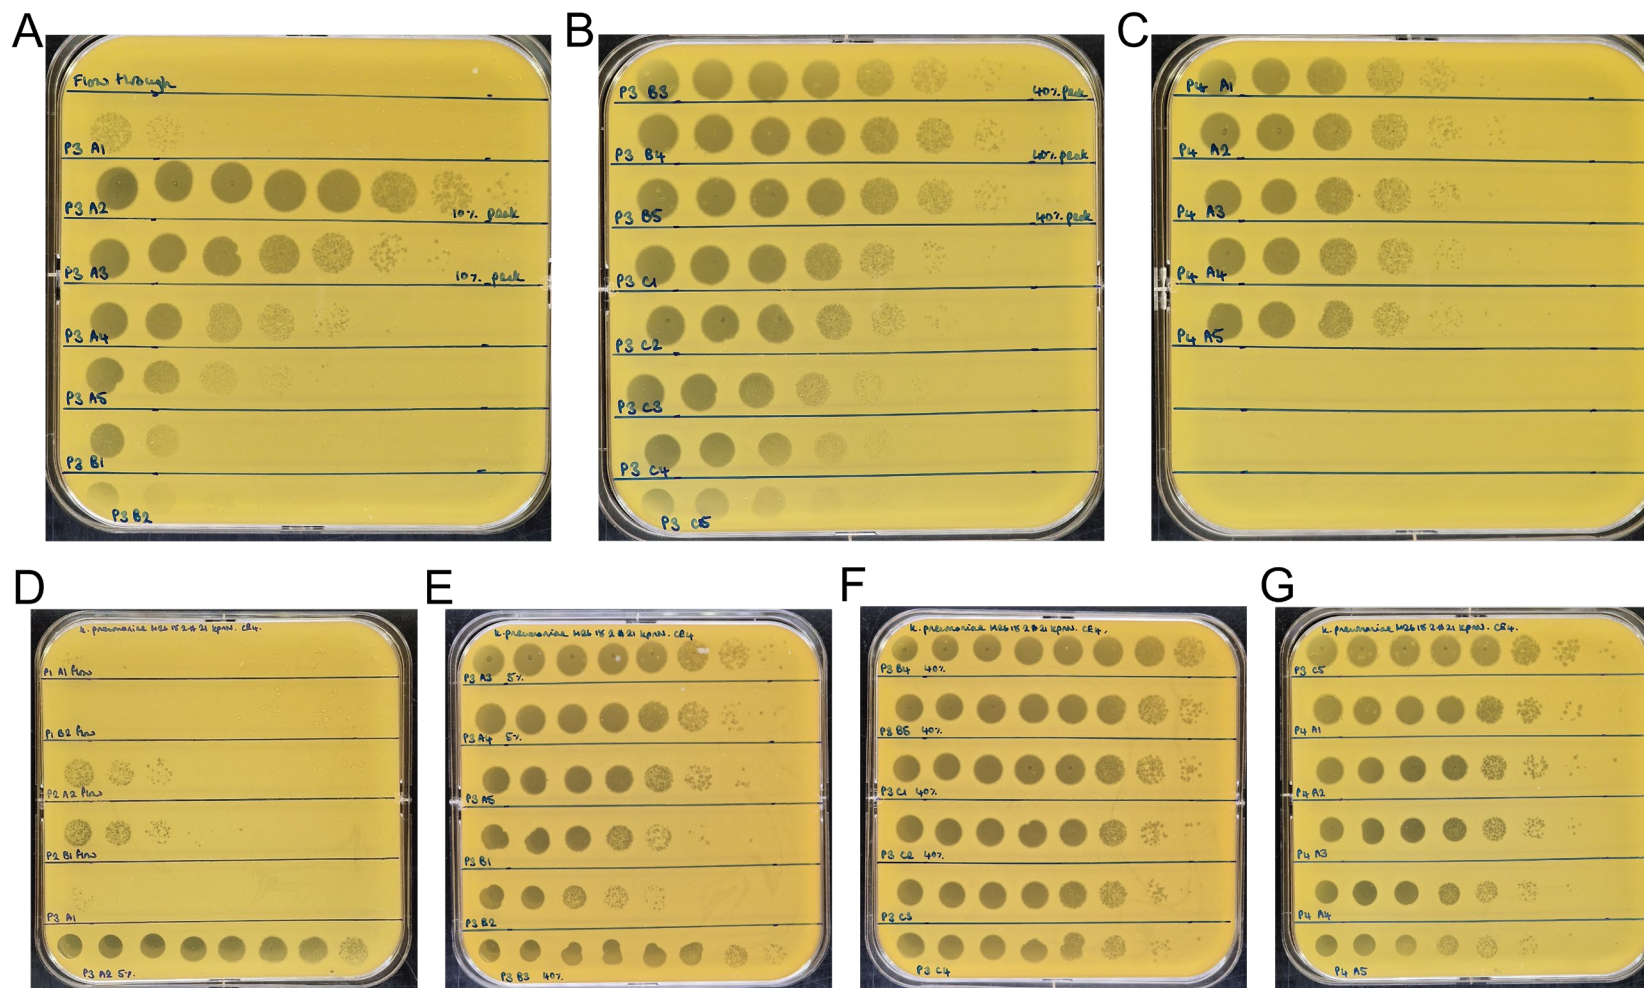 A
Flow through
P3 A1
P3 A2 10% peak
P3 A3 10% peak
P3 A4
P3 A5
P3 B1
P3 B2
B
P3 B3 40% peak
P3 B4 40% peak
P3 B5 40% peak
P3 C1
P3 C2
P3 C3
P3 C4
P3 C5
C
P4 A1
P4 A2
P4 A3
P4 A4
P4 A5
D
P1 A1 flow
P1 B2 flow
P2 A2 flow
P2 B1 flow
P3 A1
P3 A2 5%
E
P3 A3 5%
P3 A4 5%
P3 A5
P3 B1
P3 B2
P3 B3 40%
F
P3 B4 40%
P3 B5 40%
P3 C1 40%
P3 C2 40%
P3 C3
P3 C4
G
P3 C5
P4 A1
P4 A2
P4 A3
P4 A4
P4 A5